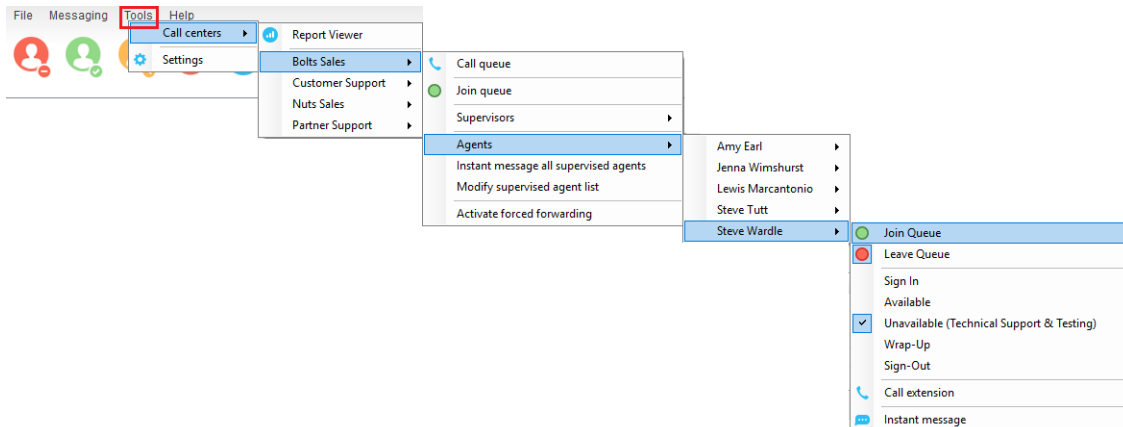 File Messaging Tools Help
Call centers
Settings
Report Viewer
Bolts Sales
Customer Support
Nuts Sales
Partner Support
Call queue
Join queue
Supervisors
Agents
Instant message all supervised agents
Modify supervised agent list
Activate forced forwarding
Amy Earl
Jenna Wimshurst
Lewis Marcantonio
Steve Tutt
Steve Wardle
Join Queue
Leave Queue
Sign In
Available
Unavailable (Technical Support & Testing)
Wrap-Up
Sign-Out
Call extension
Instant message